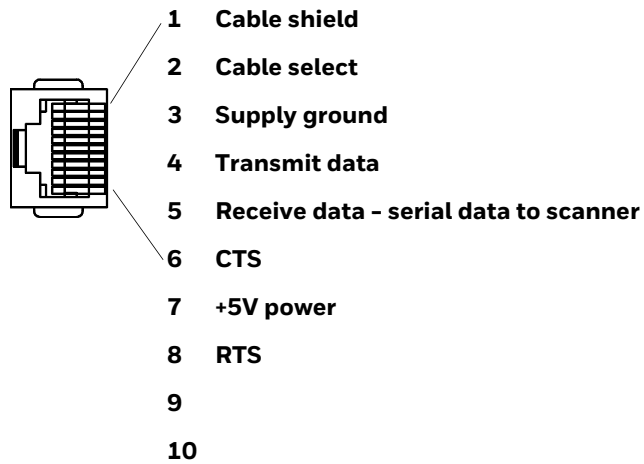 1 Cable shield
2 Cable select
3 Supply ground
4 Transmit data
5 Receive data – serial data to scanner
6 CTS
7 +5V power
8 RTS
9
10